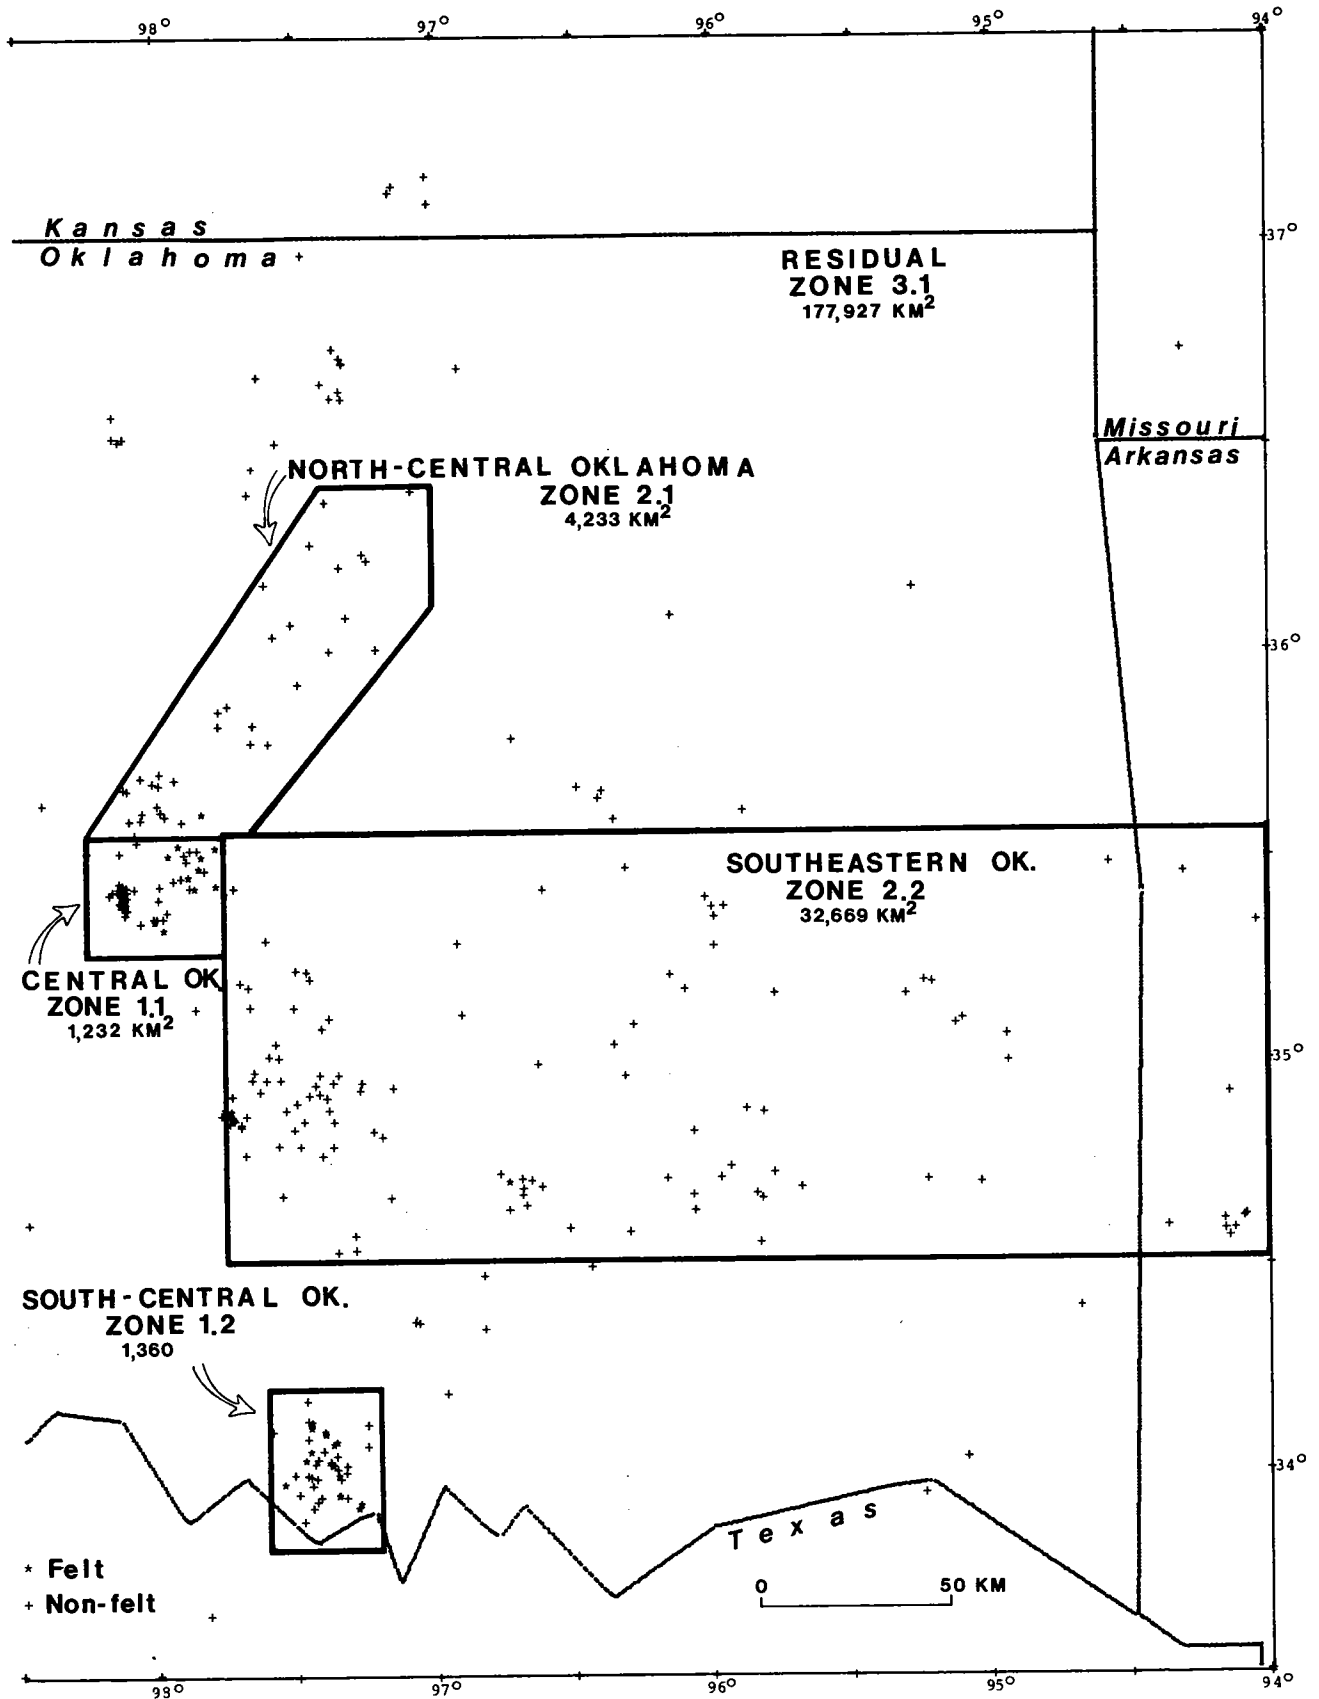 98° 97° 96° 95° 94°
Kansas
Oklahoma
37°
RESIDUAL
ZONE 3.1
177,927 KM2
Missouri
Arkansas
NORTH-CENTRAL OKLAHOMA
ZONE 2.1
4,233 KM2
36°
SOUTHEASTERN OK.
ZONE 2.2
32,669 KM2
CENTRAL OK
ZONE 1.1
1,232 KM2
35°
SOUTH-CENTRAL OK.
ZONE 1.2
1,360
34°
Texas
* Felt
+ Non-felt
0 50 KM
98° 97° 96° 95° 94°